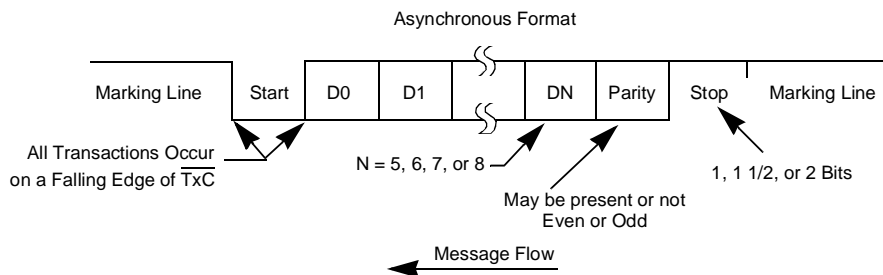 Asynchronous Format
Marking Line Start D0 D1 DN Parity Stop Marking Line
All Transactions Occur
on a Falling Edge of T̅x̅C̅
N = 5, 6, 7, or 8
1, 1 1/2, or 2 Bits
May be present or not
Even or Odd
Message Flow